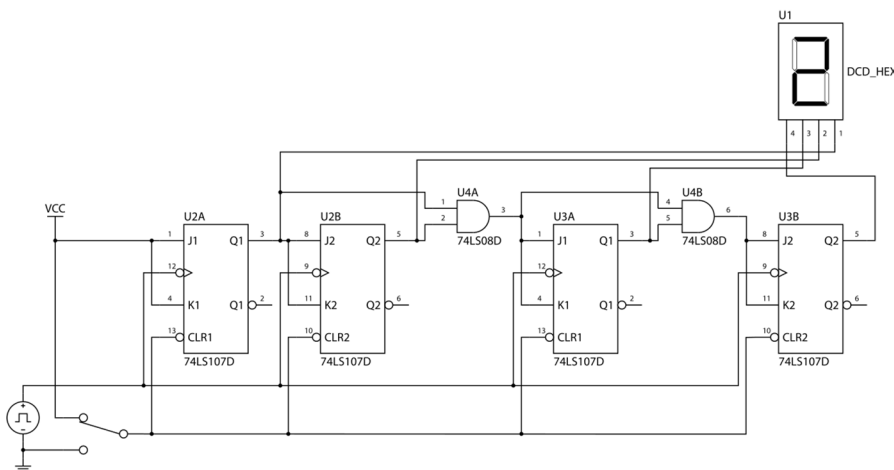 U1
DCD_HEX
4 3 2 1
U4A
U4B
VCC
U2A
U2B
1
2
3
74LS08D
U3A
4
5
6
74LS08D
U3B
1 J1 Q1 3
12
4 K1 Q1 2
13 CLR1
74LS107D
8 J2 Q2 5
9
11 K2 Q2 6
10 CLR2
74LS107D
1 J1 Q1 3
12
4 K1 Q1 2
13 CLR1
74LS107D
8 J2 Q2 5
9
11 K2 Q2 6
10 CLR2
74LS107D
+
−